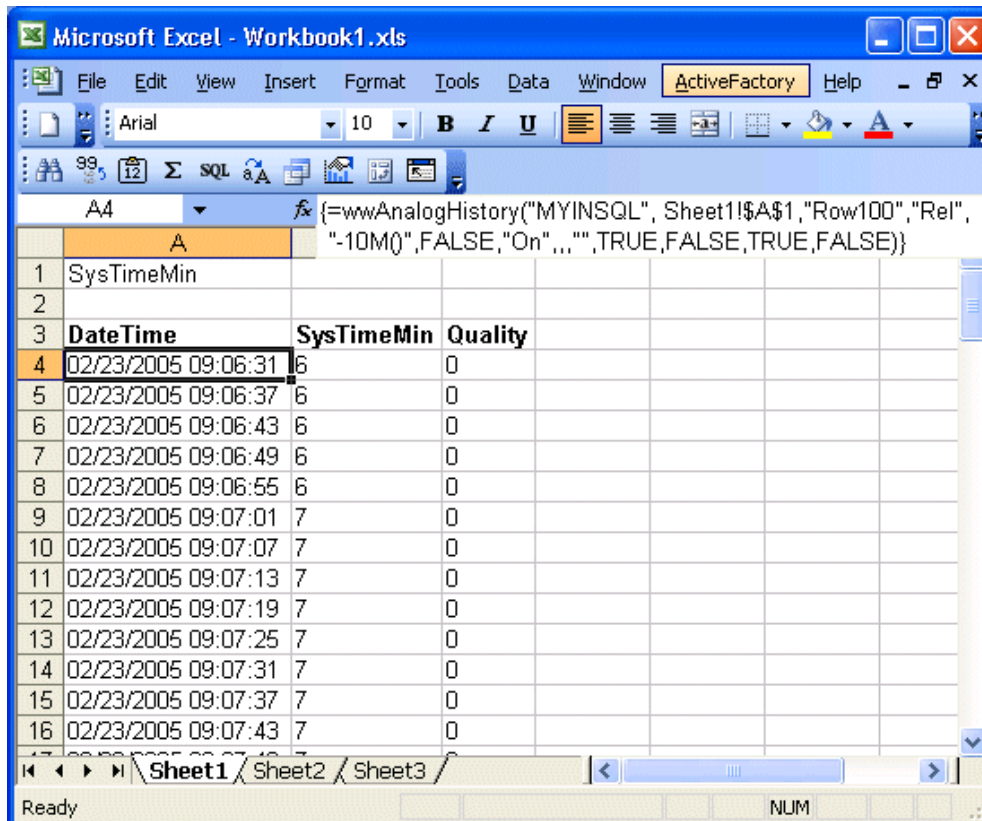 Microsoft Excel - Workbook1.xls
File Edit View Insert Format Tools Data Window ActiveFactory Help
Arial 10 B I U A
99 5 12 Σ SQL
A4 fx {=wwAnalogHistory("MYINSQL", Sheet1!$A$1,"Row100","Rel",
"-10M()",FALSE,"On",,,"",TRUE,FALSE,TRUE,FALSE)}
A
1 SysTimeMin
2
3 DateTime SysTimeMin Quality
4 02/23/2005 09:06:31 6 0
5 02/23/2005 09:06:37 6 0
6 02/23/2005 09:06:43 6 0
7 02/23/2005 09:06:49 6 0
8 02/23/2005 09:06:55 6 0
9 02/23/2005 09:07:01 7 0
10 02/23/2005 09:07:07 7 0
11 02/23/2005 09:07:13 7 0
12 02/23/2005 09:07:19 7 0
13 02/23/2005 09:07:25 7 0
14 02/23/2005 09:07:31 7 0
15 02/23/2005 09:07:37 7 0
16 02/23/2005 09:07:43 7 0
Sheet1 Sheet2 Sheet3
Ready NUM